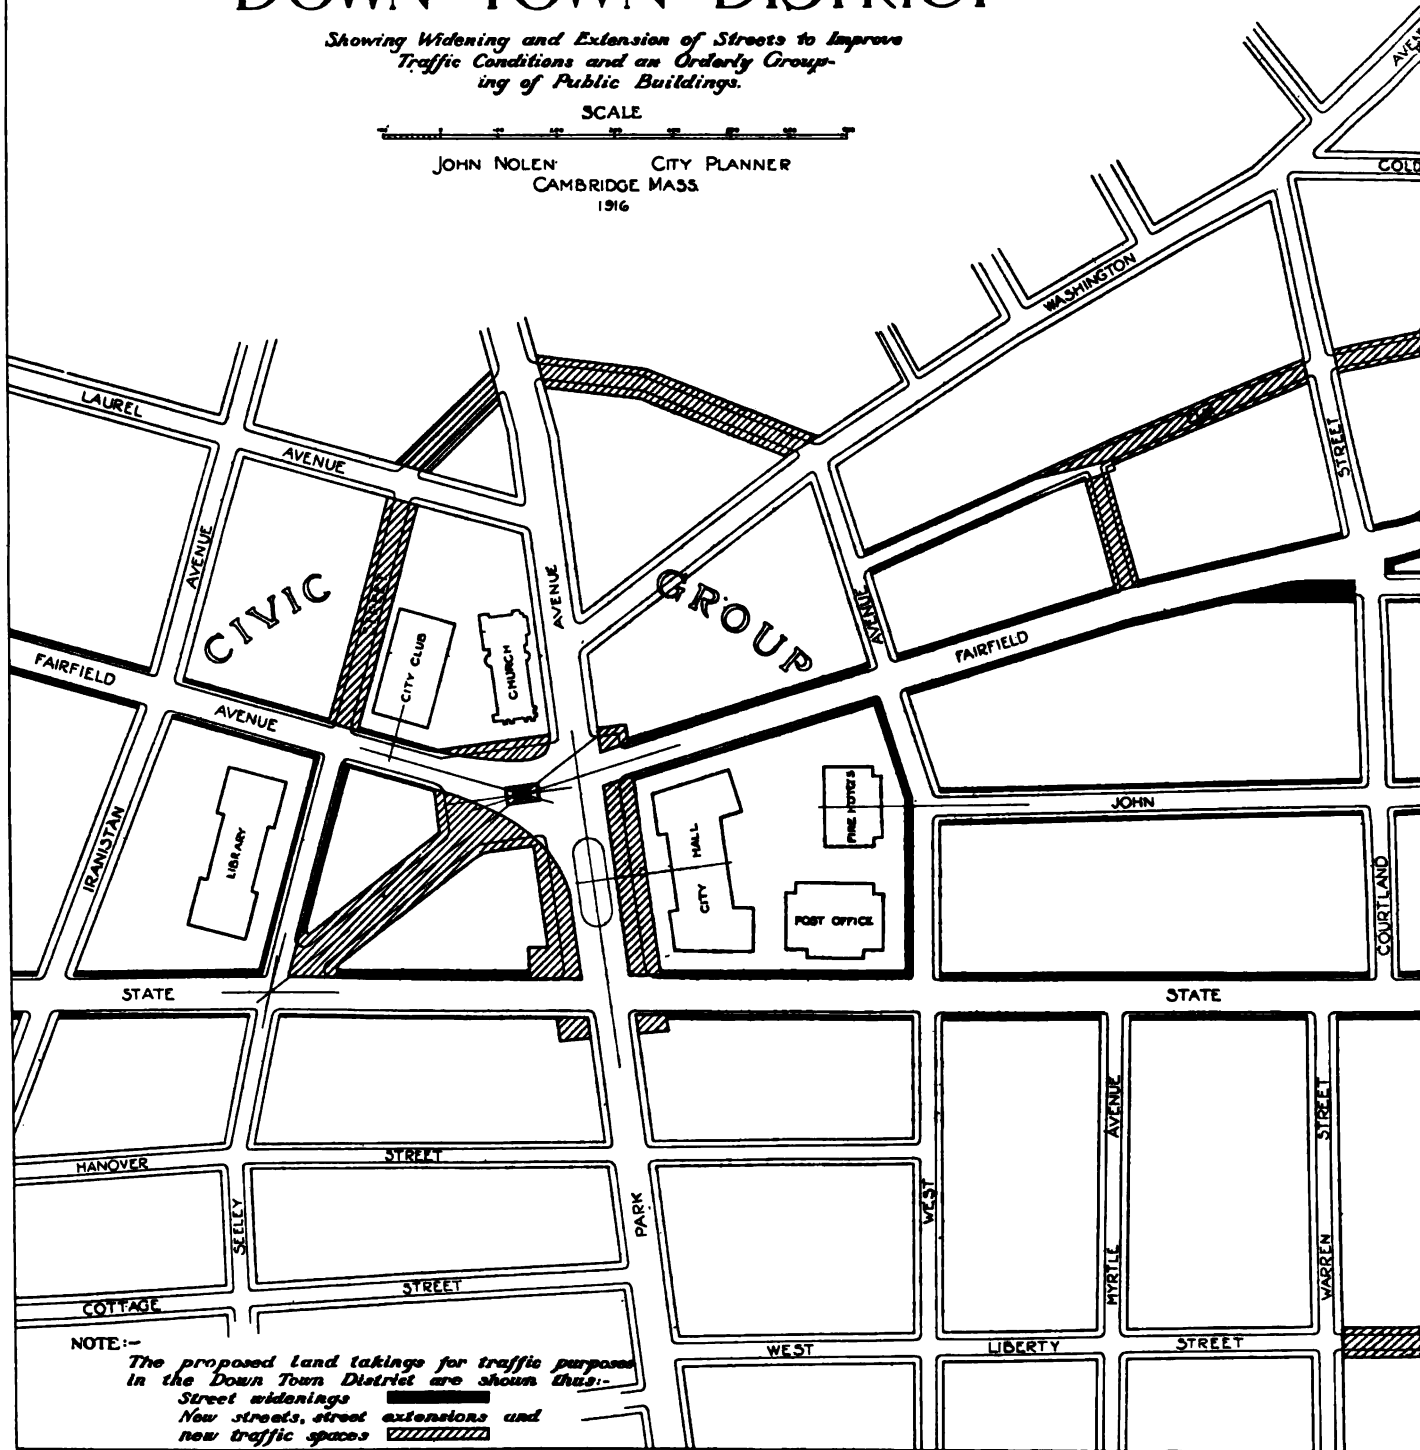 DOWN TOWN DISTRICT
Showing Widening and Extension of Streets to Improve
Traffic Conditions and an Orderly Group-
ing of Public Buildings.
SCALE
JOHN NOLEN CITY PLANNER
CAMBRIDGE MASS.
1916
WASHINGTON
LAUREL
AVENUE
AVENUE
STREET
CIVIC
GROUP
AVENUE
AVENUE
FAIRFIELD
AVENUE
FAIRFIELD
CITY CLUB
CHURCH
IRANISTAN
LIBRARY
CITY HALL
FIRE HDQTS
POST OFFICE
JOHN
COURTLAND
STATE
STATE
HANOVER
STREET
SEELEY
PARK
WEST
AVENUE
MYRTLE
STREET
WARREN
COTTAGE
STREET
WEST
LIBERTY
STREET
NOTE:-
The proposed land takings for traffic purposes
in the Down Town District are shown thus:-
Street widenings
New streets, street extensions and
new traffic spaces